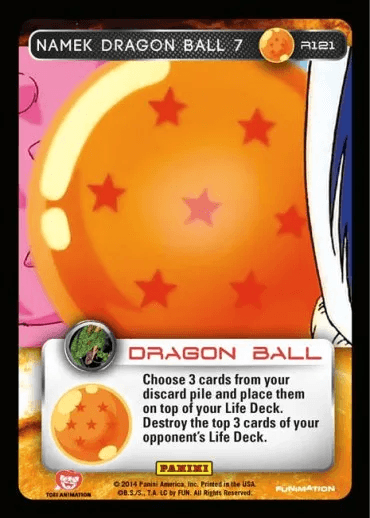 NAMEK DRAGON BALL 7 R121
DRAGON BALL
Choose 3 cards from your
discard pile and place them
on top of your Life Deck.
Destroy the top 3 cards of your
opponent's Life Deck.
PANINI
© 2014 Panini America, Inc. Printed in the USA.
©B.S./S., T.A. LC by FUN. All Rights Reserved.
TOEI ANIMATION
FUNIMATION